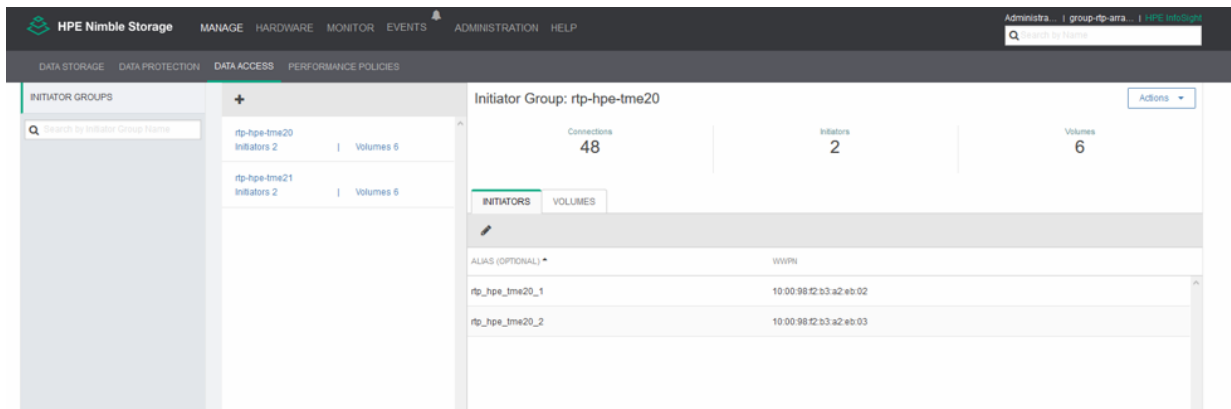 HPE Nimble Storage MANAGE HARDWARE MONITOR EVENTS ADMINISTRATION HELP
Administra... | group-rtp-arra... | HPE InfoSight
Search by Name
DATA STORAGE DATA PROTECTION DATA ACCESS PERFORMANCE POLICIES
INITIATOR GROUPS
Search by Initiator Group Name
rtp-hpe-tme20
Initiators 2 | Volumes 6
rtp-hpe-tme21
Initiators 2 | Volumes 6
Initiator Group: rtp-hpe-tme20
Actions
Connections
48
Initiators
2
Volumes
6
INITIATORS VOLUMES
ALIAS (OPTIONAL) WWPN
rtp_hpe_tme20_1 10:00:98:f2:b3:a2:eb:02
rtp_hpe_tme20_2 10:00:98:f2:b3:a2:eb:03